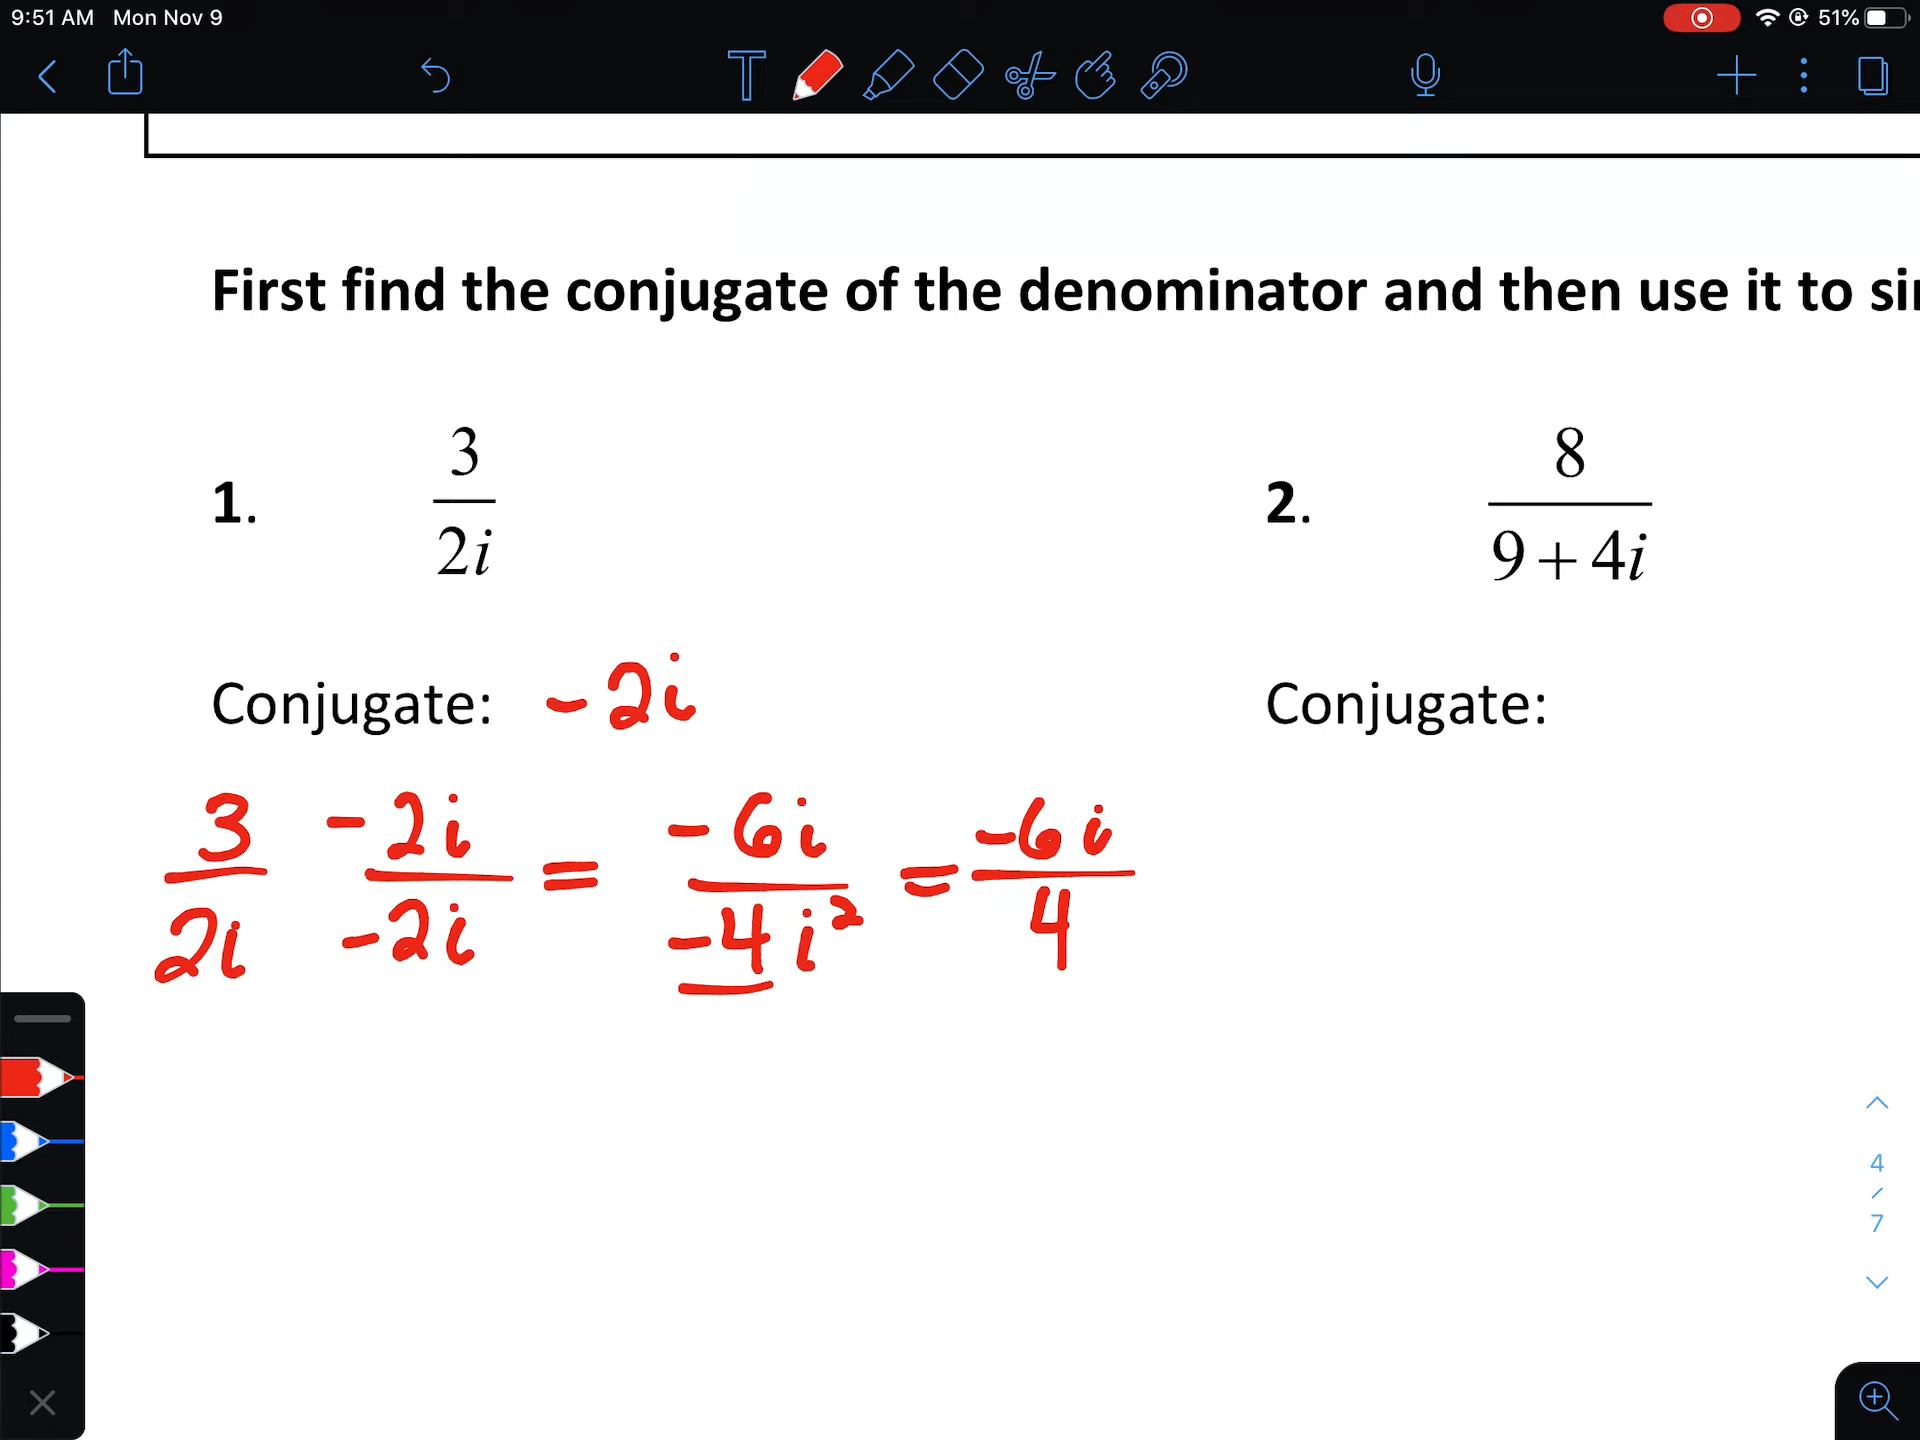 9:51 AM Mon Nov 9
51%
T
First find the conjugate of the denominator and then use it to si
1. 3/2i
2. 8/(9+4i)
Conjugate: -2i
Conjugate:
3/2i -2i/-2i = -6i/-4i² = -6i/4
4
/
7